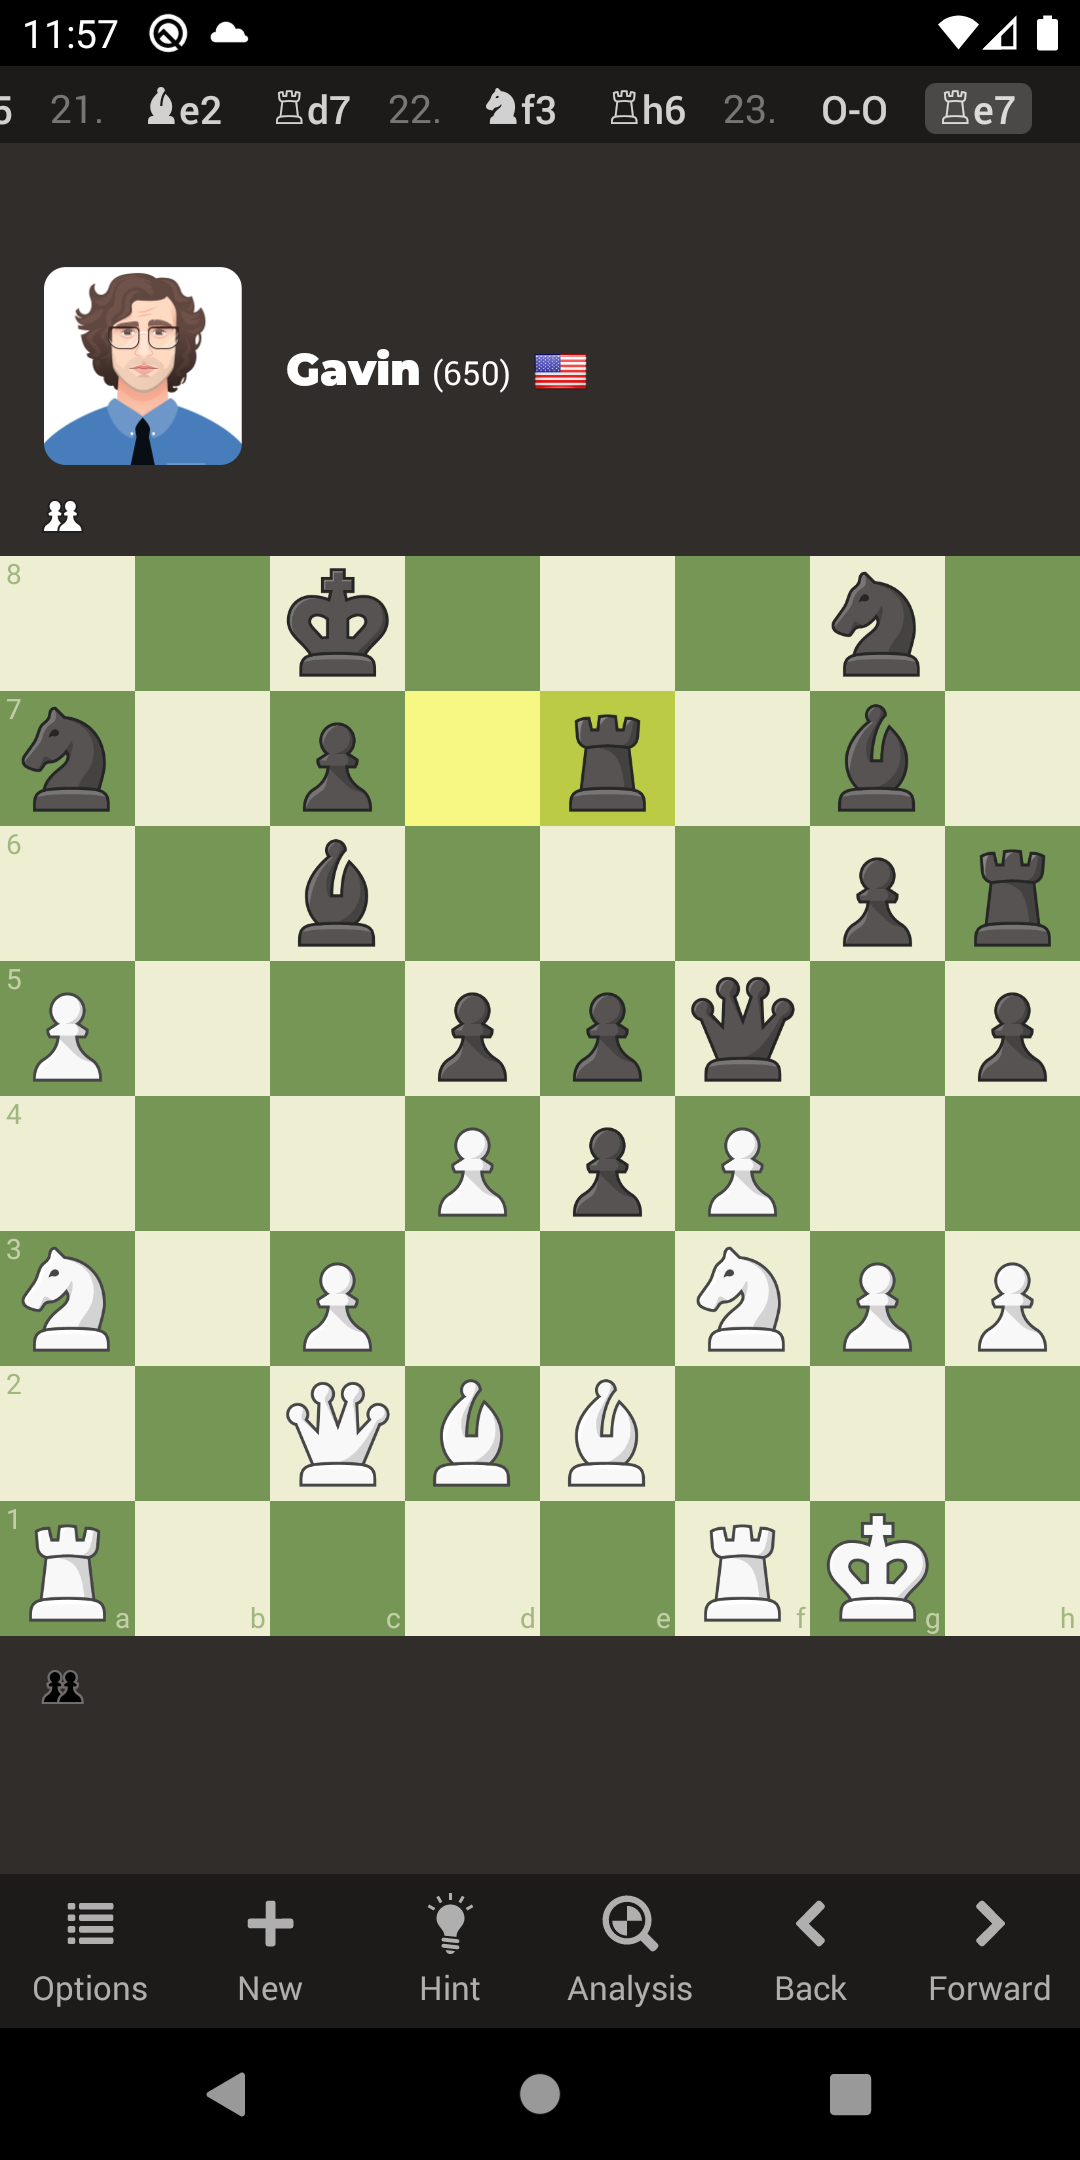 11:57
5 21. e2 d7 22. f3 h6 23. O-O e7
Gavin (650)
8
7
6
5
4
3
2
1
a b c d e f g h
Options New Hint Analysis Back Forward